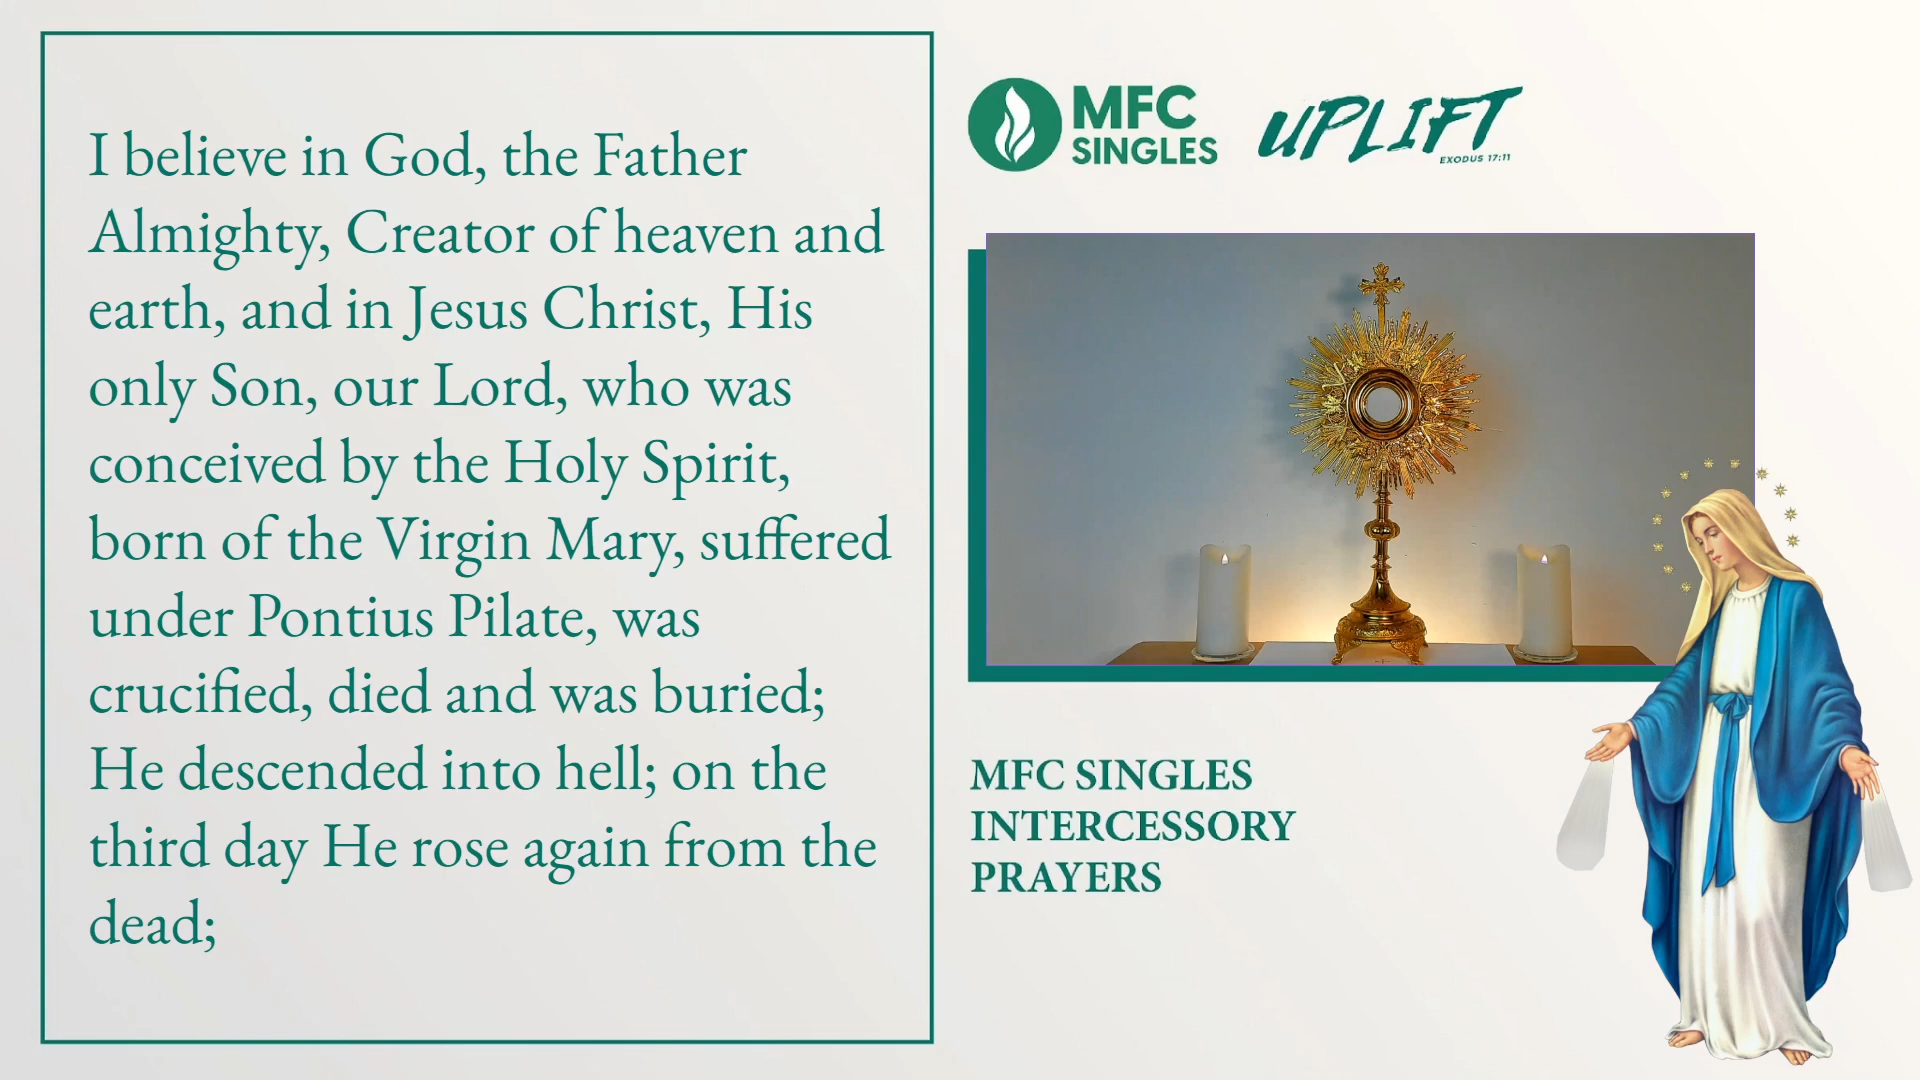 I believe in God, the Father
Almighty, Creator of heaven and
earth, and in Jesus Christ, His
only Son, our Lord, who was
conceived by the Holy Spirit,
born of the Virgin Mary, suffered
under Pontius Pilate, was
crucified, died and was buried;
He descended into hell; on the
third day He rose again from the
dead;
MFC
SINGLES
UPLIFT
EXODUS 17:11
MFC SINGLES
INTERCESSORY
PRAYERS